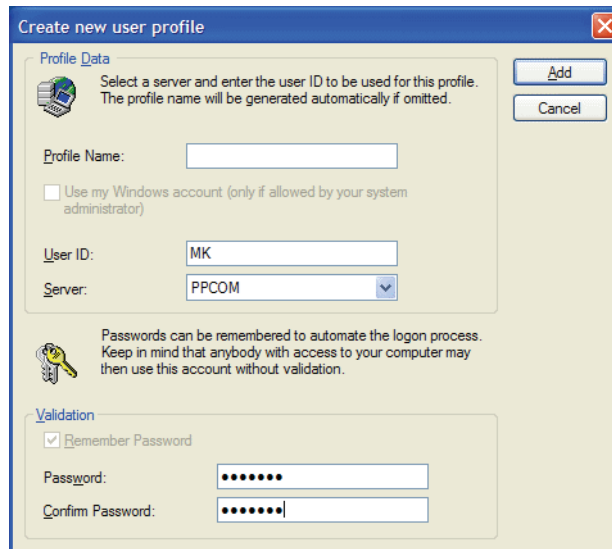 Create new user profile
Profile Data
Select a server and enter the user ID to be used for this profile.
The profile name will be generated automatically if omitted.
Add
Cancel
Profile Name:
Use my Windows account (only if allowed by your system
administrator)
User ID: MK
Server: PPCOM
Passwords can be remembered to automate the logon process.
Keep in mind that anybody with access to your computer may
then use this account without validation.
Validation
Remember Password
Password: •••••••
Confirm Password: •••••••